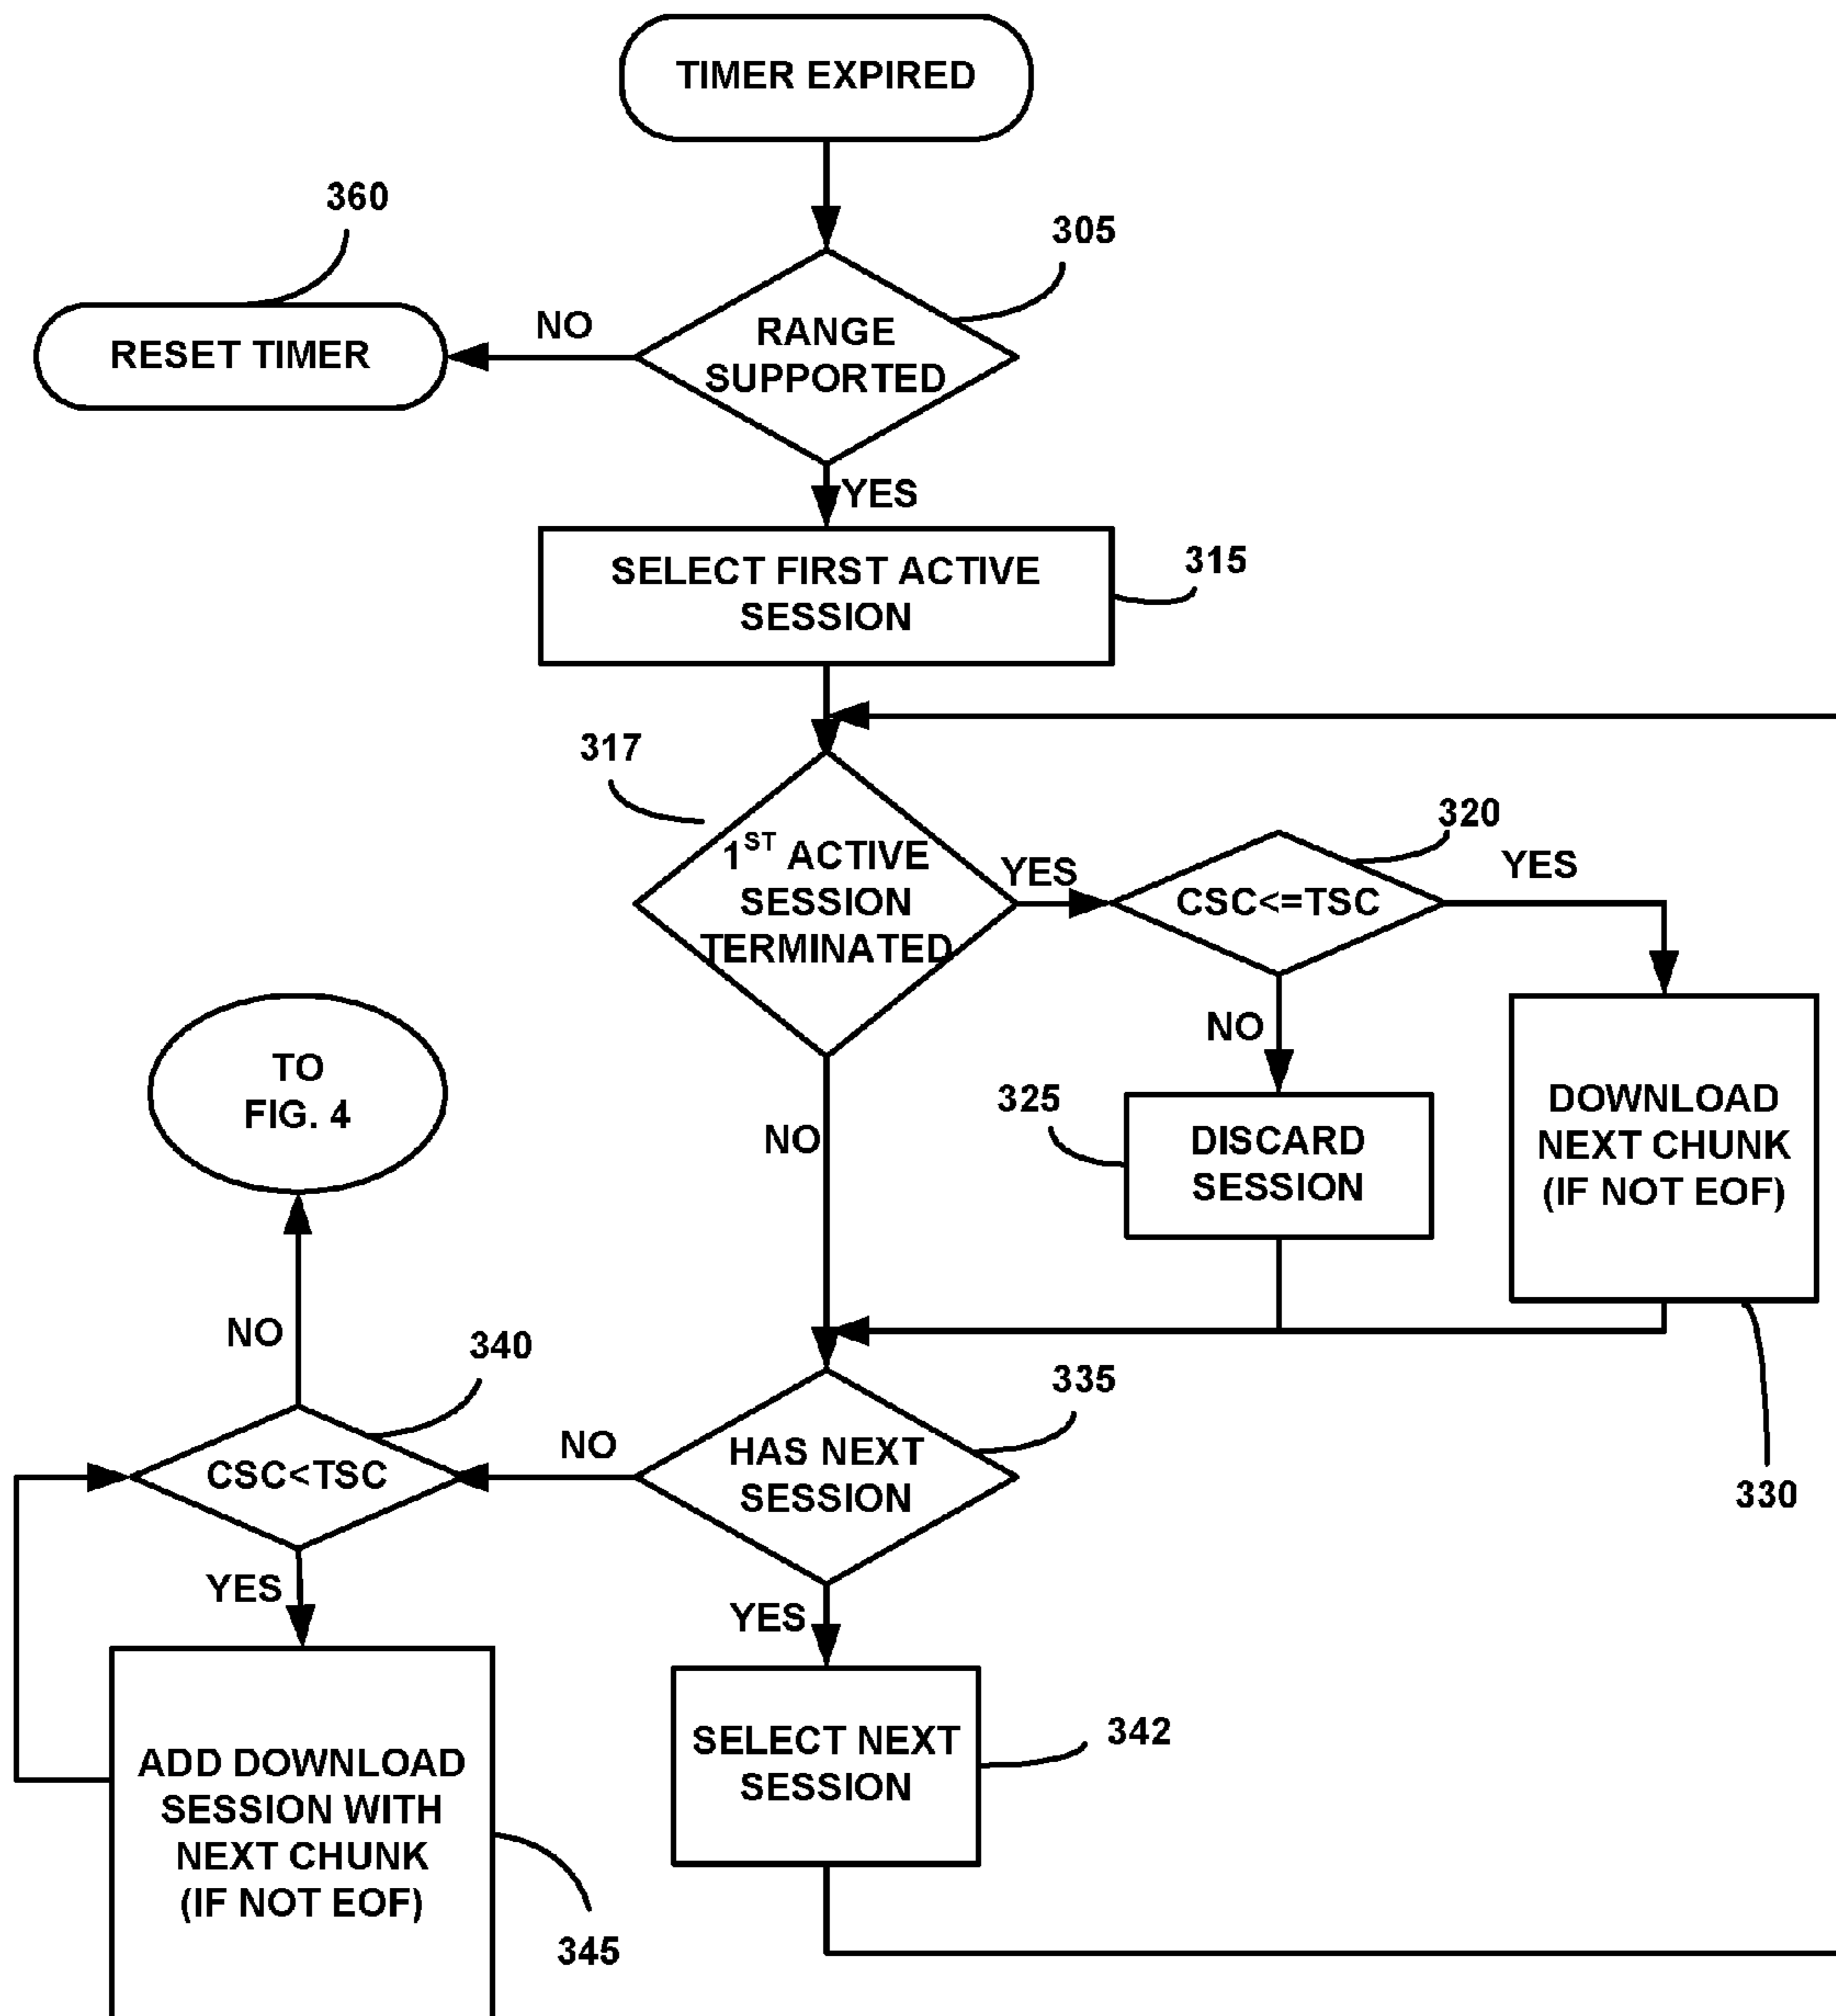 TIMER EXPIRED
360
305
NO
RANGE
SUPPORTED
RESET TIMER
YES
SELECT FIRST ACTIVE
SESSION
315
317
1ST ACTIVE
SESSION
TERMINATED
YES
320
CSC<=TSC
YES
NO
TO
FIG. 4
NO
325
DISCARD
SESSION
DOWNLOAD
NEXT CHUNK
(IF NOT EOF)
330
NO
340
CSC<TSC
NO
335
HAS NEXT
SESSION
YES
YES
SELECT NEXT
SESSION
342
ADD DOWNLOAD
SESSION WITH
NEXT CHUNK
(IF NOT EOF)
345